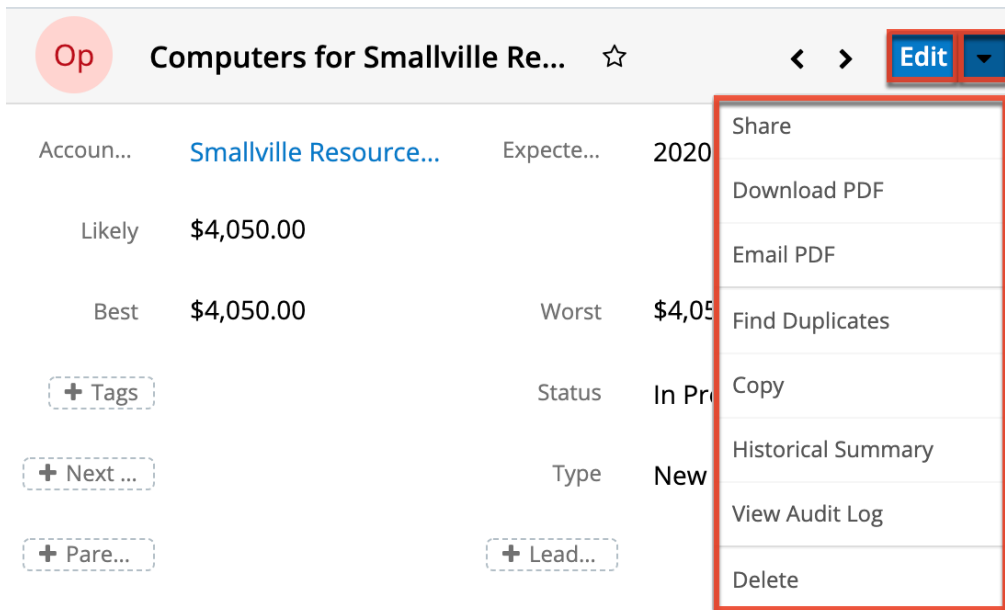 Op Computers for Smallville Re... Edit
Share
Accoun... Smallville Resource... Expecte... 2020
Download PDF
Likely $4,050.00
Email PDF
Best $4,050.00 Worst $4,05
Find Duplicates
+ Tags Status In Pr
Copy
Historical Summary
+ Next ... Type New
View Audit Log
+ Pare... + Lead...
Delete